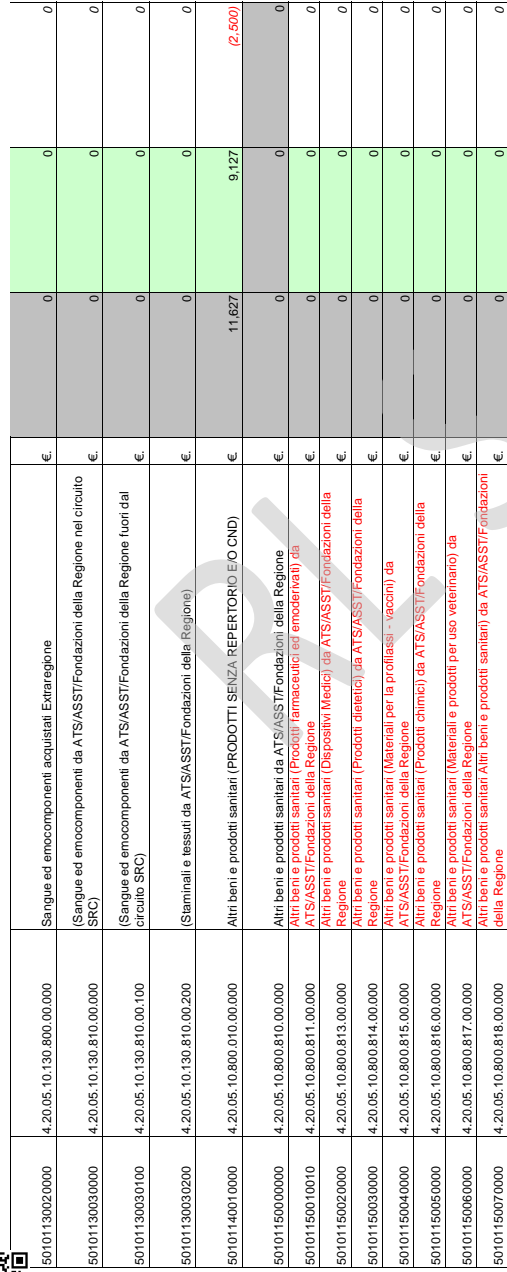 50101130020000 4.20.05.10.130.800.00.000 Sangue ed emocomponenti acquistati Extraregione €. 0 0 0
50101130030000 4.20.05.10.130.810.00.000 (Sangue ed emocomponenti da ATS/ASST/Fondazioni della Regione nel circuito
SRC) €. 0 0 0
50101130030100 4.20.05.10.130.810.00.100 (Sangue ed emocomponenti da ATS/ASST/Fondazioni della Regione fuori dal
circuito SRC) €. 0 0 0
50101130030200 4.20.05.10.130.810.00.200 (Staminali e tessuti da ATS/ASST/Fondazioni della Regione) €. 0 0 0
50101140010000 4.20.05.10.800.010.00.000 Altri beni e prodotti sanitari (PRODOTTI SENZA REPERTORIO E/O CND) €. 11,627 9,127 (2,500)
50101150000000 4.20.05.10.800.810.00.000 Altri beni e prodotti sanitari da ATS/ASST/Fondazioni della Regione €. 0 0 0
50101150010010 4.20.05.10.800.811.00.000 Altri beni e prodotti sanitari (Prodotti farmaceutici ed emoderivati) da
ATS/ASST/Fondazioni della Regione €. 0 0 0
50101150020000 4.20.05.10.800.813.00.000 Altri beni e prodotti sanitari (Dispositivi Medici) da ATS/ASST/Fondazioni della
Regione €. 0 0 0
50101150030000 4.20.05.10.800.814.00.000 Altri beni e prodotti sanitari (Prodotti dietetici) da ATS/ASST/Fondazioni della
Regione €. 0 0 0
50101150040000 4.20.05.10.800.815.00.000 Altri beni e prodotti sanitari (Materiali per la profilassi - vaccini) da
ATS/ASST/Fondazioni della Regione €. 0 0 0
50101150050000 4.20.05.10.800.816.00.000 Altri beni e prodotti sanitari (Prodotti chimici) da ATS/ASST/Fondazioni della
Regione €. 0 0 0
50101150060000 4.20.05.10.800.817.00.000 Altri beni e prodotti sanitari (Materiali e prodotti per uso veterinario) da
ATS/ASST/Fondazioni della Regione €. 0 0 0
50101150070000 4.20.05.10.800.818.00.000 Altri beni e prodotti sanitari Altri beni e prodotti sanitari) da ATS/ASST/Fondazioni
della Regione €. 0 0 0
RL S